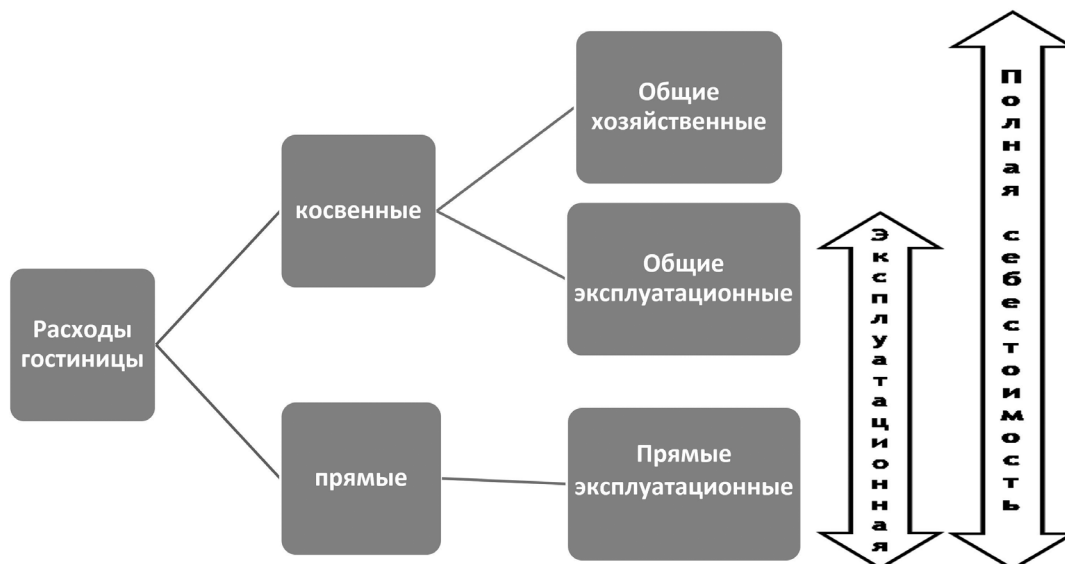 Расходы
гостиницы
косвенные
прямые
Общие
хозяйственные
Общие
эксплуатационные
Прямые
эксплуатационные
Эксплуатационная
Полная себестоимость